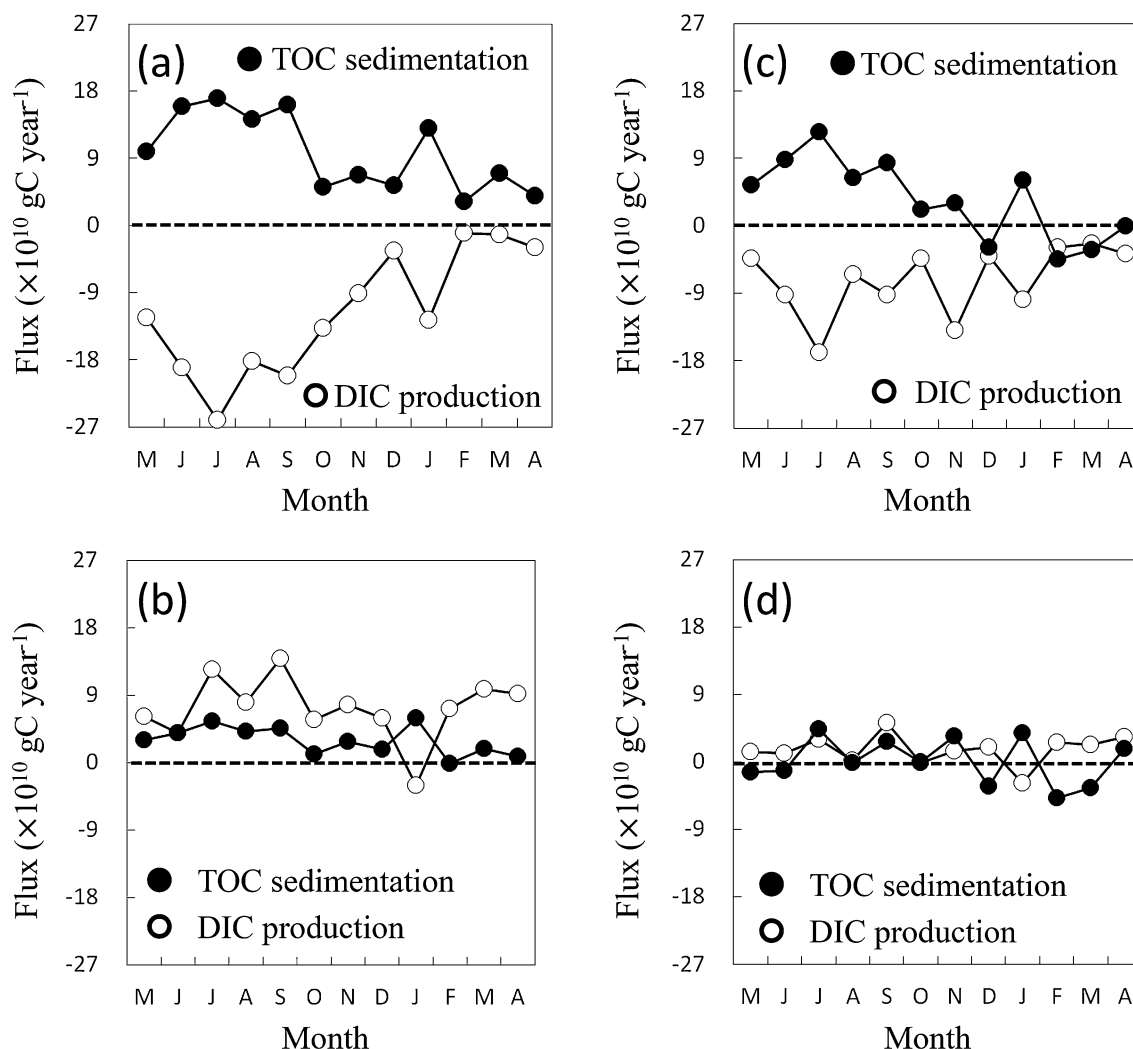 (a)
TOC sedimentation
DIC production
27
18
9
0
-9
-18
-27
Flux (×10¹⁰ gC year⁻¹)
M J J A S O N D J F M A
Month
(c)
TOC sedimentation
DIC production
27
18
9
0
-9
-18
-27
Flux (×10¹⁰ gC year⁻¹)
M J J A S O N D J F M A
Month
(b)
TOC sedimentation
DIC production
27
18
9
0
-9
-18
-27
Flux (×10¹⁰ gC year⁻¹)
M J J A S O N D J F M A
Month
(d)
TOC sedimentation
DIC production
27
18
9
0
-9
-18
-27
Flux (×10¹⁰ gC year⁻¹)
M J J A S O N D J F M A
Month